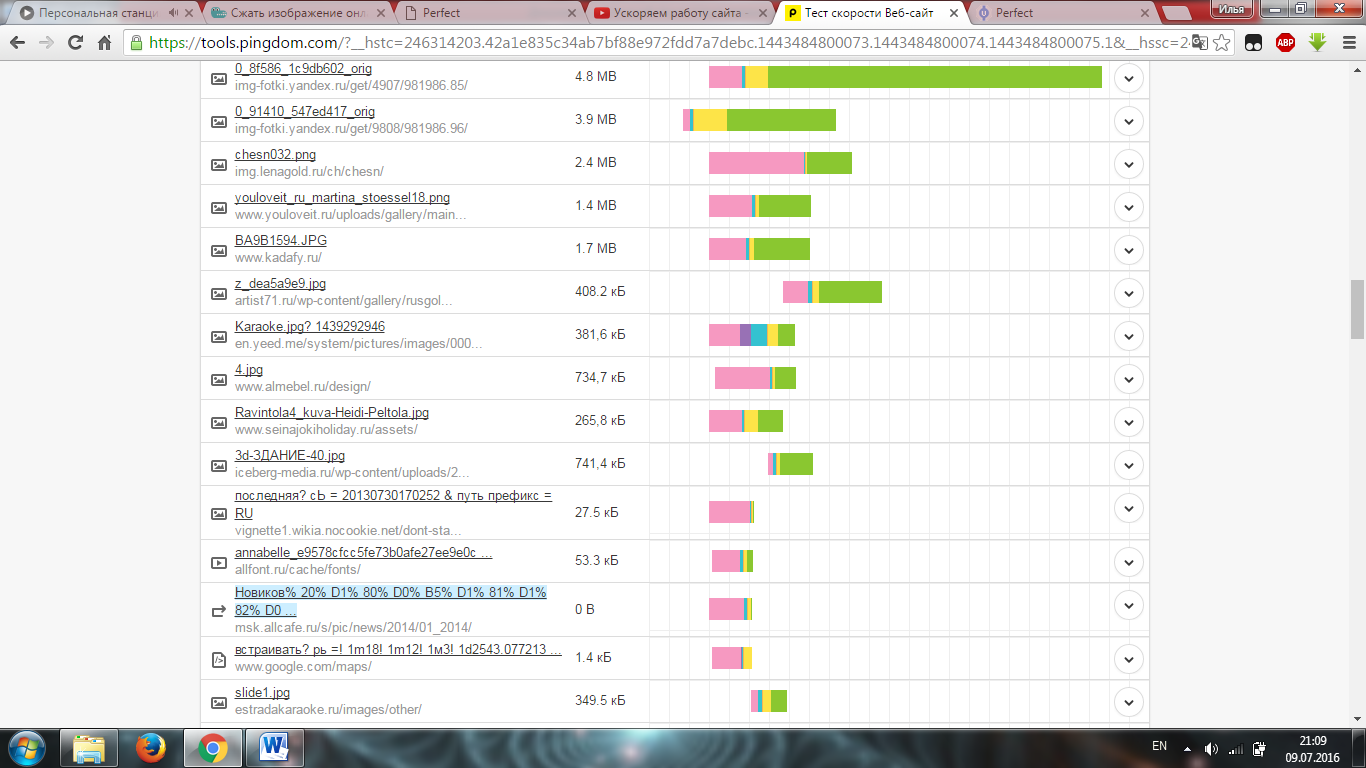 Персональная станци
Сжать изображение онл
Perfect
Ускоряем работу сайта -
Тест скорости Веб-сайт
Perfect
Илья
https://tools.pingdom.com/?__hstc=246314203.42a1e835c34ab7bf88e972fdd7a7debc.1443484800073.1443484800074.1443484800075.1&__hssc=2
ABP
0_8f586_1c9db602_orig
4.8 MB
img-fotki.yandex.ru/get/4907/981986.85/
0_91410_547ed417_orig
3.9 MB
img-fotki.yandex.ru/get/9808/981986.96/
chesn032.png
2.4 MB
img.lenagold.ru/ch/chesn/
youloveit_ru_martina_stoessel18.png
1.4 MB
www.youloveit.ru/uploads/gallery/main...
BA9B1594.JPG
1.7 MB
www.kadafy.ru/
z_dea5a9e9.jpg
408.2 кБ
artist71.ru/wp-content/gallery/rusgol...
Karaoke.jpg? 1439292946
381,6 кБ
en.yeed.me/system/pictures/images/000...
4.jpg
734,7 кБ
www.almebel.ru/design/
Ravintola4_kuva-Heidi-Peltola.jpg
265,8 кБ
www.seinajokiholiday.ru/assets/
3d-ЗДАНИЕ-40.jpg
741,4 кБ
iceberg-media.ru/wp-content/uploads/2...
последняя? сЬ = 20130730170252 & путь префикс =
RU
27.5 кБ
vignette1.wikia.nocookie.net/dont-sta...
annabelle_e9578cfcc5fe73b0afe27ee9e0c ...
53.3 кБ
allfont.ru/cache/fonts/
Новиков% 20% D1% 80% D0% B5% D1% 81% D1%
82% D0 ...
0 В
msk.allcafe.ru/s/pic/news/2014/01_2014/
встраивать? рь =! 1m18! 1m12! 1м3! 1d2543.077213 ...
1.4 кБ
www.google.com/maps/
slide1.jpg
349.5 кБ
estradakaraoke.ru/images/other/
EN
21:09
09.07.2016